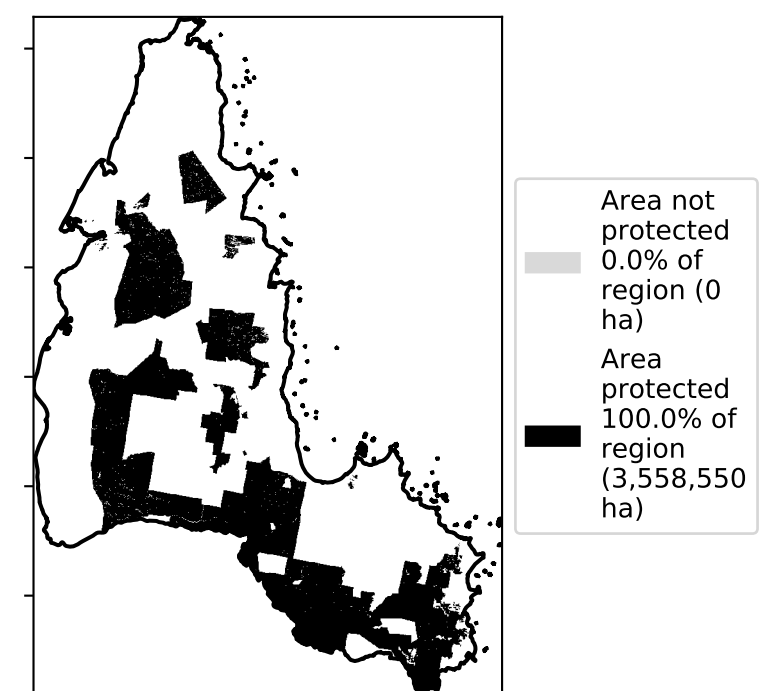 Area not
protected
0.0% of
region (0
ha)
Area
protected
100.0% of
region
(3,558,550
ha)